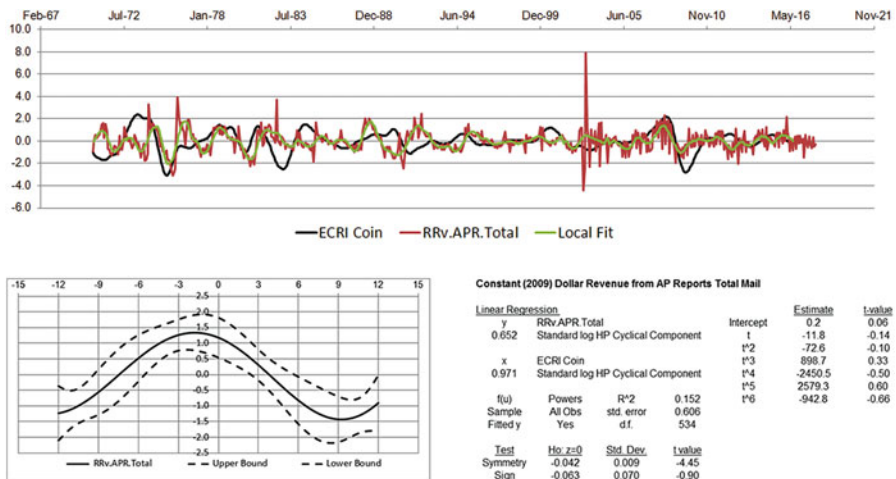 Feb-67 Jul-72 Jan-78 Jul-83 Dec-88 Jun-94 Dec-99 Jun-05 Nov-10 May-16 Nov-21
10.0
8.0
6.0
4.0
2.0
0.0
-2.0
-4.0
-6.0
ECRI Coin RRv.APR.Total Local Fit
-15 -12 -9 -6 -3 0 3 6 9 12 15
2.5
2.0
1.5
1.0
0.5
0.0
-0.5
-1.0
-1.5
-2.0
-2.5
RRv.APR.Total Upper Bound Lower Bound
Constant (2009) Dollar Revenue from AP Reports Total Mail
Linear Regression Estimate t-value
y RRv.APR.Total Intercept 0.2 0.06
0.652 Standard log HP Cyclical Component t -11.8 -0.14
t^2 -72.6 -0.10
x ECRI Coin t^3 898.7 0.33
0.971 Standard log HP Cyclical Component t^4 -2450.5 -0.50
t^5 2579.3 0.60
f(u) Powers R^2 0.152 t^6 -942.8 -0.66
Sample All Obs std. error 0.606
Fitted y Yes d.f. 534
Test Ho: z=0 Std. Dev. t value
Symmetry -0.042 0.009 -4.45
Sign -0.063 0.070 -0.90